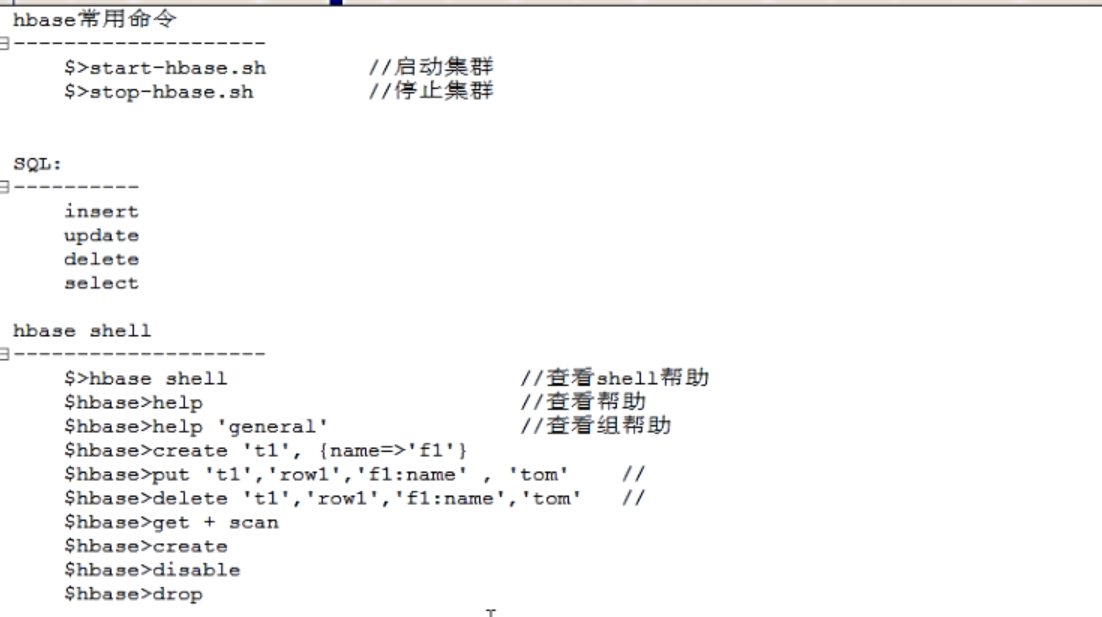 hbase常用命令
--------------------
$>start-hbase.sh //启动集群
$>stop-hbase.sh //停止集群
SQL:
----------
insert
update
delete
select
hbase shell
--------------------
$>hbase shell //查看shell帮助
$hbase>help //查看帮助
$hbase>help 'general' //查看组帮助
$hbase>create 't1', {name=>'f1'}
$hbase>put 't1','row1','f1:name' , 'tom' //
$hbase>delete 't1','row1','f1:name','tom' //
$hbase>get + scan
$hbase>create
$hbase>disable
$hbase>drop